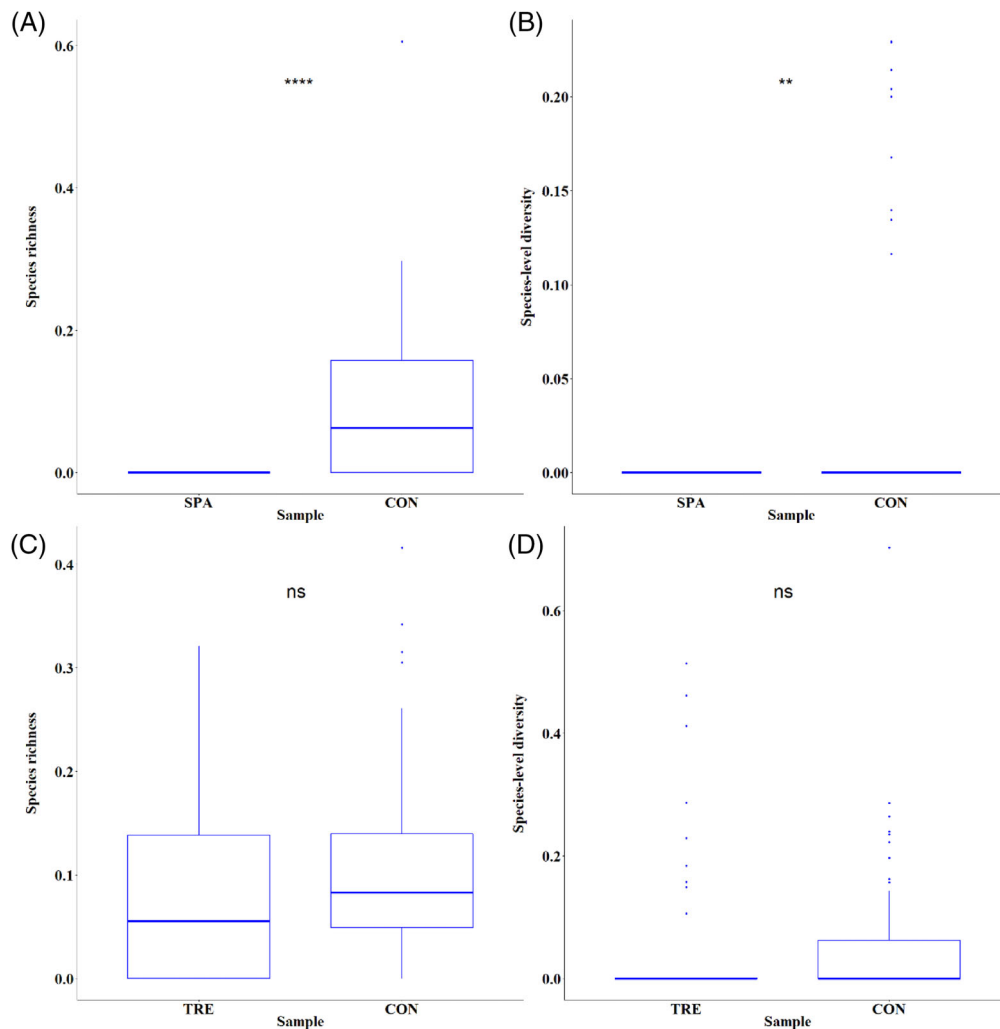 (A)
Species richness
0.6
0.4
0.2
0.0
****
SPA
CON
Sample
(B)
Species-level diversity
0.20
0.15
0.10
0.05
0.00
**
SPA
CON
Sample
(C)
Species richness
0.4
0.3
0.2
0.1
0.0
ns
TRE
CON
Sample
(D)
Species-level diversity
0.6
0.4
0.2
0.0
ns
TRE
CON
Sample